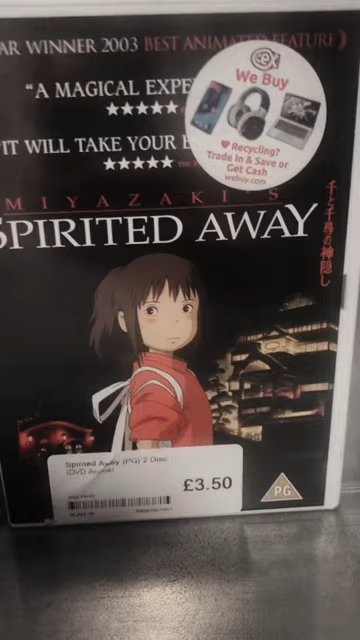 AR WINNER 2003 BEST ANIMATED FEATURE
"A MAGICAL EXPE
★★★★★
"IT WILL TAKE YOUR B
★★★★★ THE
MIYAZAKI'S
SPIRITED AWAY
千と千尋の神隠し
CeX
We Buy
♥ Recycling?
Trade In & Save or
Get Cash
webuy.com
Spirited Away (PG) 2 Disc
(DVD Anime)
£3.50
PG